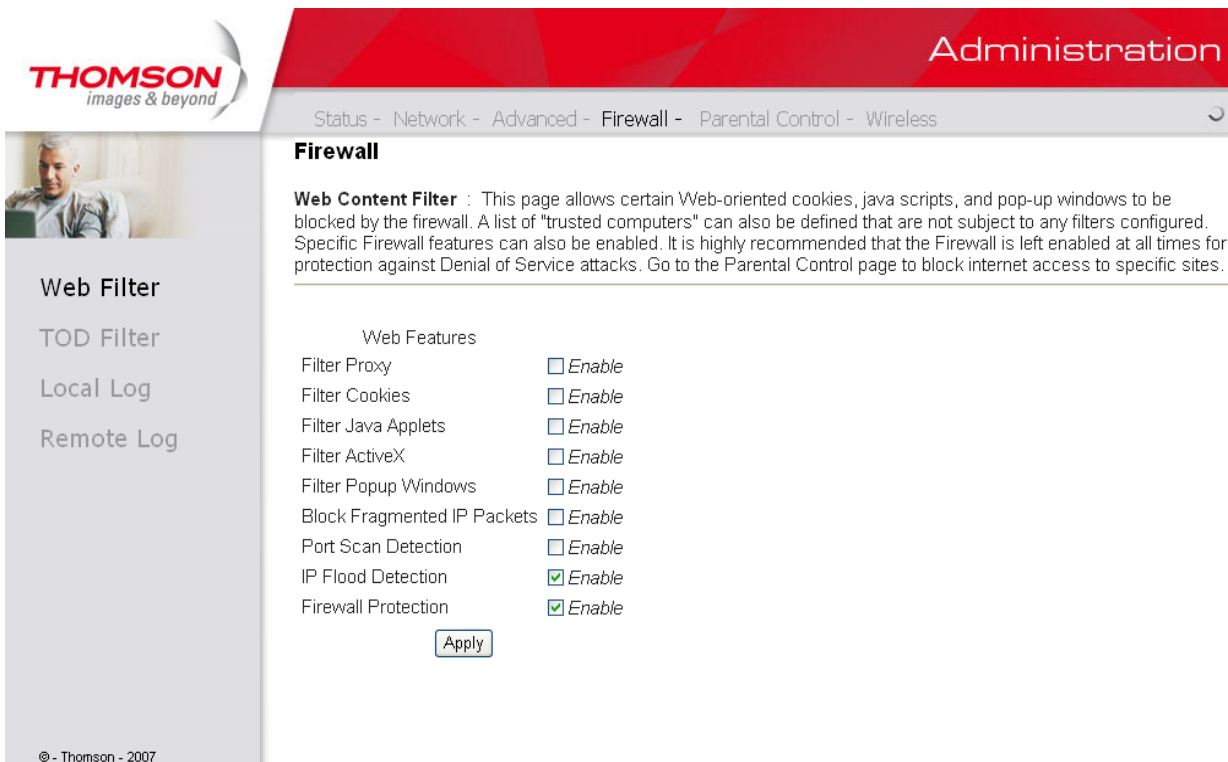 THOMSON
images & beyond
Administration
Status - Network - Advanced - Firewall - Parental Control - Wireless
Firewall
Web Content Filter : This page allows certain Web-oriented cookies, java scripts, and pop-up windows to be
blocked by the firewall. A list of "trusted computers" can also be defined that are not subject to any filters configured.
Specific Firewall features can also be enabled. It is highly recommended that the Firewall is left enabled at all times for
protection against Denial of Service attacks. Go to the Parental Control page to block internet access to specific sites.
Web Filter
TOD Filter
Local Log
Remote Log
Web Features
Filter Proxy Enable
Filter Cookies Enable
Filter Java Applets Enable
Filter ActiveX Enable
Filter Popup Windows Enable
Block Fragmented IP Packets Enable
Port Scan Detection Enable
IP Flood Detection Enable
Firewall Protection Enable
Apply
© - Thomson - 2007